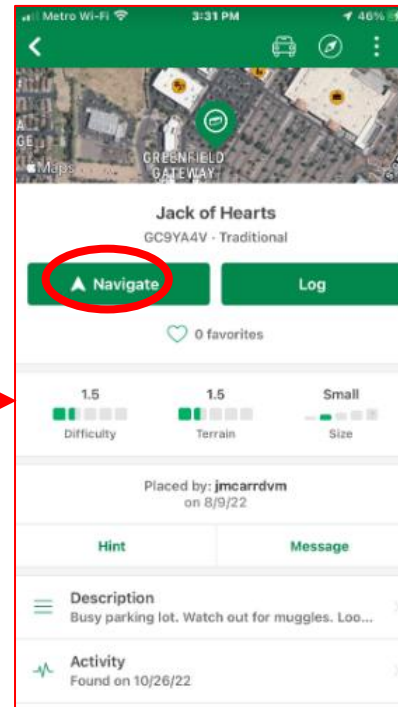 Metro Wi-Fi 3:31 PM 46%
GREENFIELD
GATEWAY
Maps
Jack of Hearts
GC9YA4V · Traditional
Navigate Log
0 favorites
1.5 1.5 Small
Difficulty Terrain Size
Placed by: jmcarrdvm
on 8/9/22
Hint Message
Description
Busy parking lot. Watch out for muggles. Loo...
Activity
Found on 10/26/22